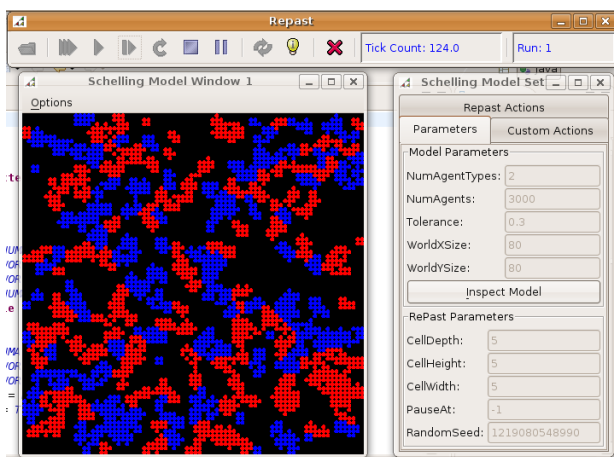 Repast
Tick Count: 124.0
Run: 1
Schelling Model Window 1
Options
Schelling Model Set
Repast Actions
Parameters
Custom Actions
Model Parameters
NumAgentTypes: 2
NumAgents: 3000
Tolerance: 0.3
WorldXSize: 80
WorldYSize: 80
Inspect Model
RePast Parameters
CellDepth: 5
CellHeight: 5
CellWidth: 5
PauseAt: -1
RandomSeed: 1219080548990